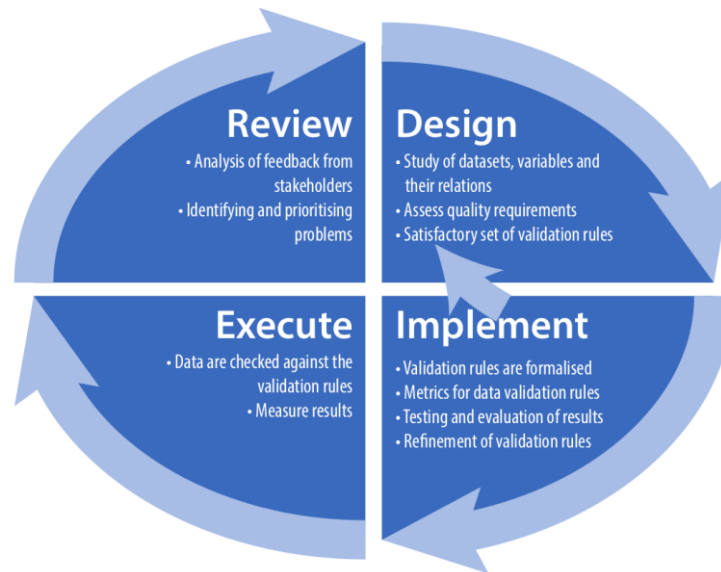 Review
• Analysis of feedback from
stakeholders
• Identifying and prioritising
problems
Design
• Study of datasets, variables and
their relations
• Assess quality requirements
• Satisfactory set of validation rules
Execute
• Data are checked against the
validation rules
• Measure results
Implement
• Validation rules are formalised
• Metrics for data validation rules
• Testing and evaluation of results
• Refinement of validation rules